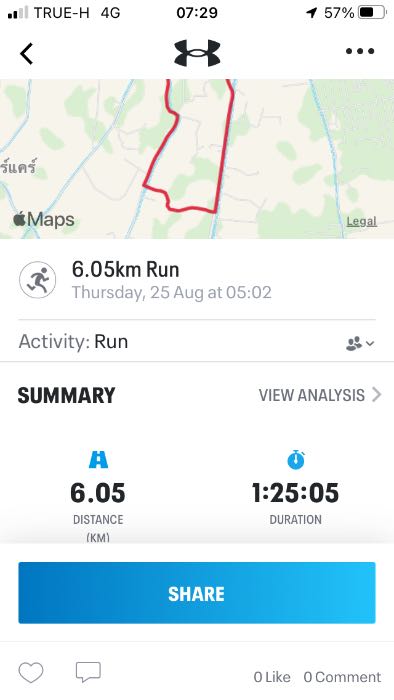 TRUE-H 4G 07:29 57%
ร์แคร์
Maps Legal
6.05km Run
Thursday, 25 Aug at 05:02
Activity: Run
SUMMARY VIEW ANALYSIS
6.05 1:25:05
DISTANCE DURATION
(KM)
SHARE
0 Like 0 Comment